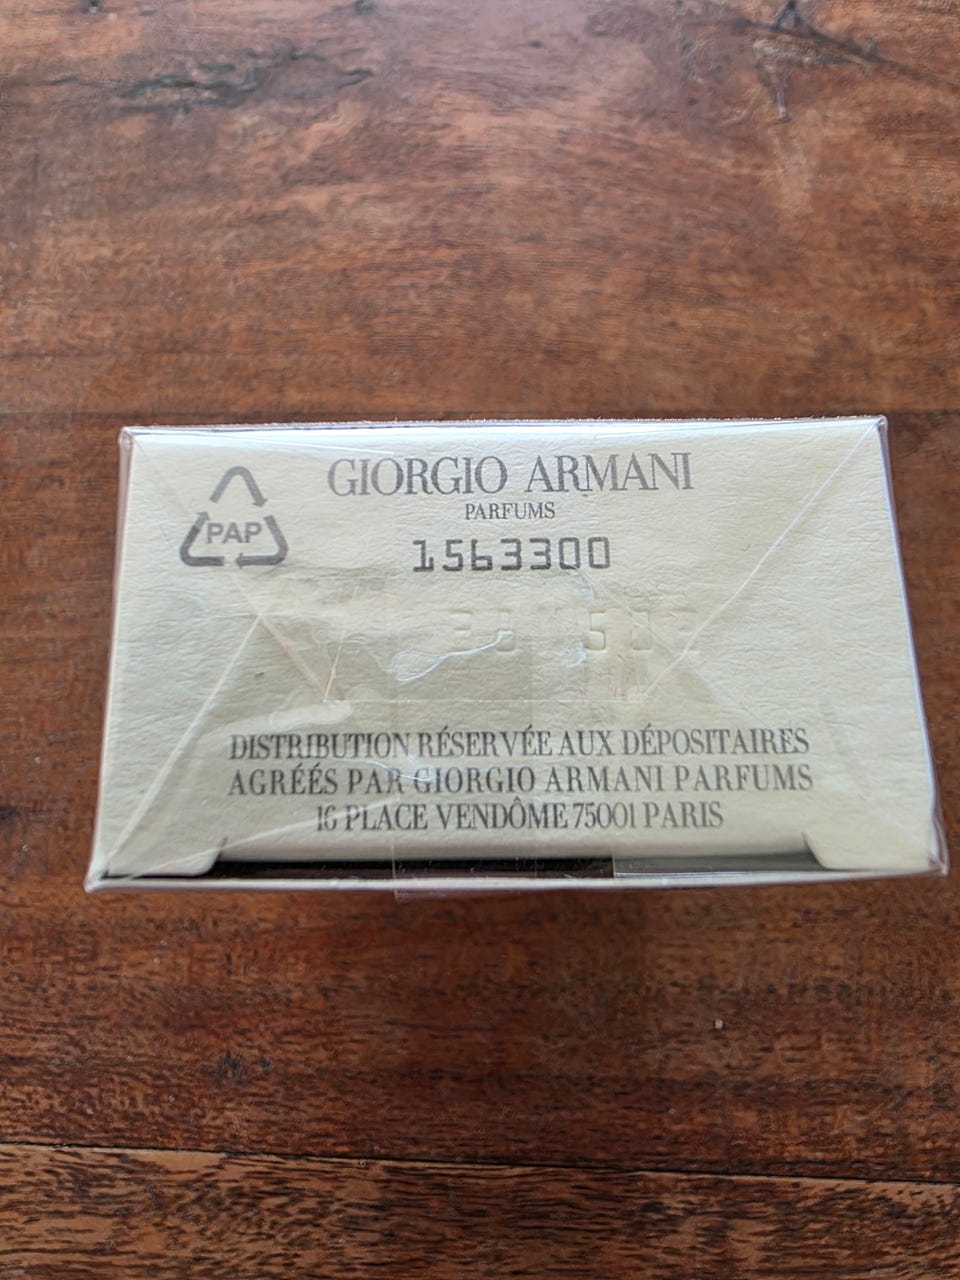 GIORGIO ARMANI
PARFUMS
PAP
1563300
DISTRIBUTION RÉSERVÉE AUX DÉPOSITAIRES
AGRÉÉS PAR GIORGIO ARMANI PARFUMS
16 PLACE VENDÔME 75001 PARIS